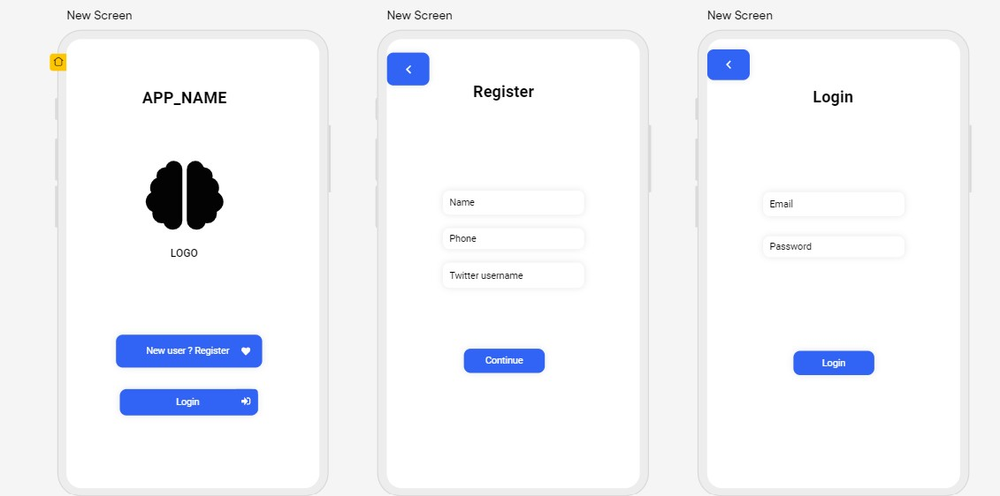 New Screen
APP_NAME
LOGO
New user ? Register
Login
New Screen
Register
Name
Phone
Twitter username
Continue
New Screen
Login
Email
Password
Login